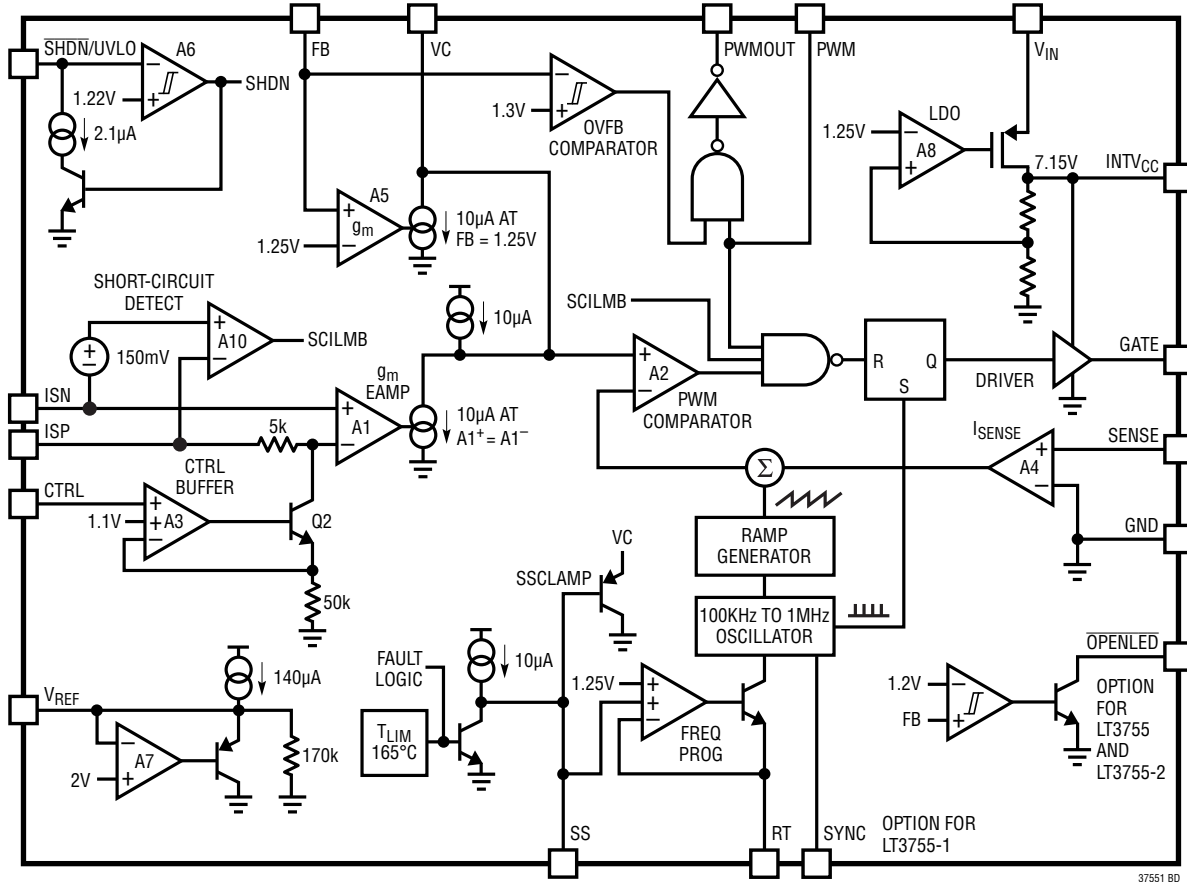 SHDN/UVLO
A6
FB
VC
PWMOUT
PWM
VIN
SHDN
1.22V
2.1µA
1.3V
OVFB
COMPARATOR
1.25V
LDO
A8
7.15V
INTVCC
A5
gm
1.25V
10µA AT
FB = 1.25V
SHORT-CIRCUIT
DETECT
A10
SCILMB
150mV
10µA
SCILMB
ISN
ISP
5k
gm
EAMP
A1
10µA AT
A1+ = A1−
A2
PWM
COMPARATOR
R
Q
S
DRIVER
GATE
ISENSE
SENSE
A4
GND
CTRL
CTRL
BUFFER
1.1V
A3
Q2
50k
Σ
RAMP
GENERATOR
100KHz TO 1MHz
OSCILLATOR
VC
SSCLAMP
10µA
FAULT
LOGIC
TLIM
165°C
1.25V
FREQ
PROG
OPENLED
1.2V
FB
OPTION
FOR
LT3755
AND
LT3755-2
VREF
140µA
A7
2V
170k
SS
RT
SYNC
OPTION FOR
LT3755-1
37551 BD